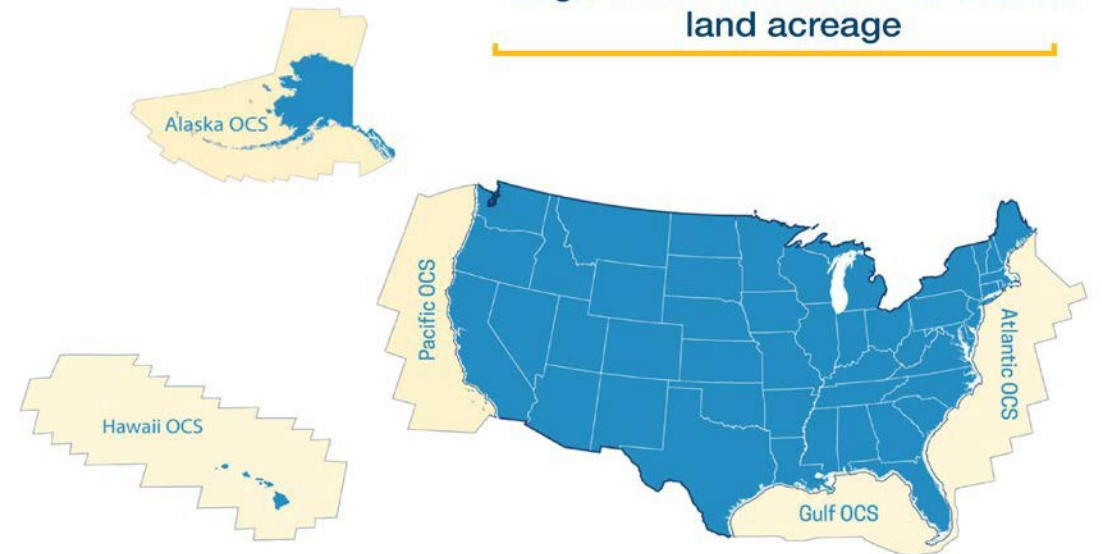 land acreage
Alaska OCS
Pacific OCS
Atlantic OCS
Hawaii OCS
Gulf OCS